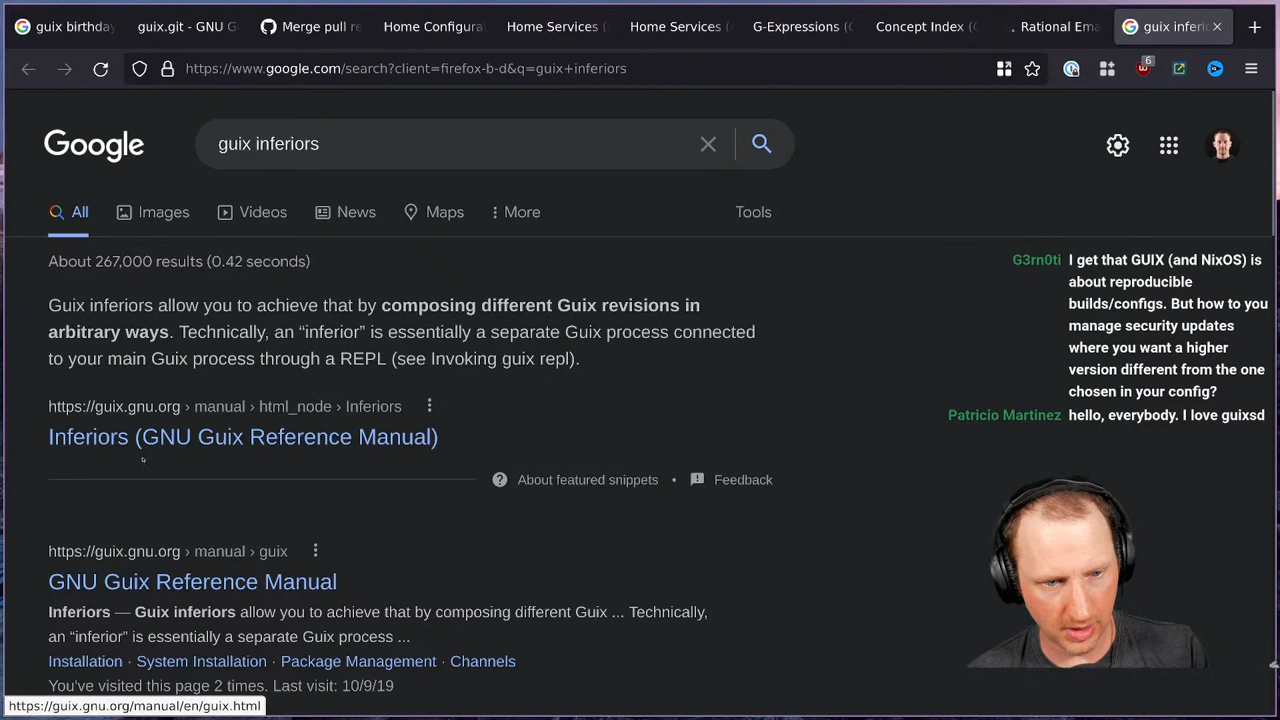 guix birthday
guix.git - GNU G
Merge pull re
Home Configura
Home Services (
Home Services (
G-Expressions (
Concept Index (
Rational Ema
guix inferi
https://www.google.com/search?client=firefox-b-d&q=guix+inferiors
6
Google
guix inferiors
All
Images
Videos
News
Maps
More
Tools
About 267,000 results (0.42 seconds)
Guix inferiors allow you to achieve that by composing different Guix revisions in
arbitrary ways. Technically, an “inferior” is essentially a separate Guix process connected
to your main Guix process through a REPL (see Invoking guix repl).
https://guix.gnu.org › manual › html_node › Inferiors
Inferiors (GNU Guix Reference Manual)
About featured snippets • Feedback
https://guix.gnu.org › manual › guix
GNU Guix Reference Manual
Inferiors — Guix inferiors allow you to achieve that by composing different Guix ... Technically,
an “inferior” is essentially a separate Guix process ...
Installation · System Installation · Package Management · Channels
You've visited this page 2 times. Last visit: 10/9/19
https://guix.gnu.org/manual/en/guix.html
G3rn0ti I get that GUIX (and NixOS) is
about reproducible
builds/configs. But how to you
manage security updates
where you want a higher
version different from the one
chosen in your config?
Patricio Martinez hello, everybody. I love guixsd